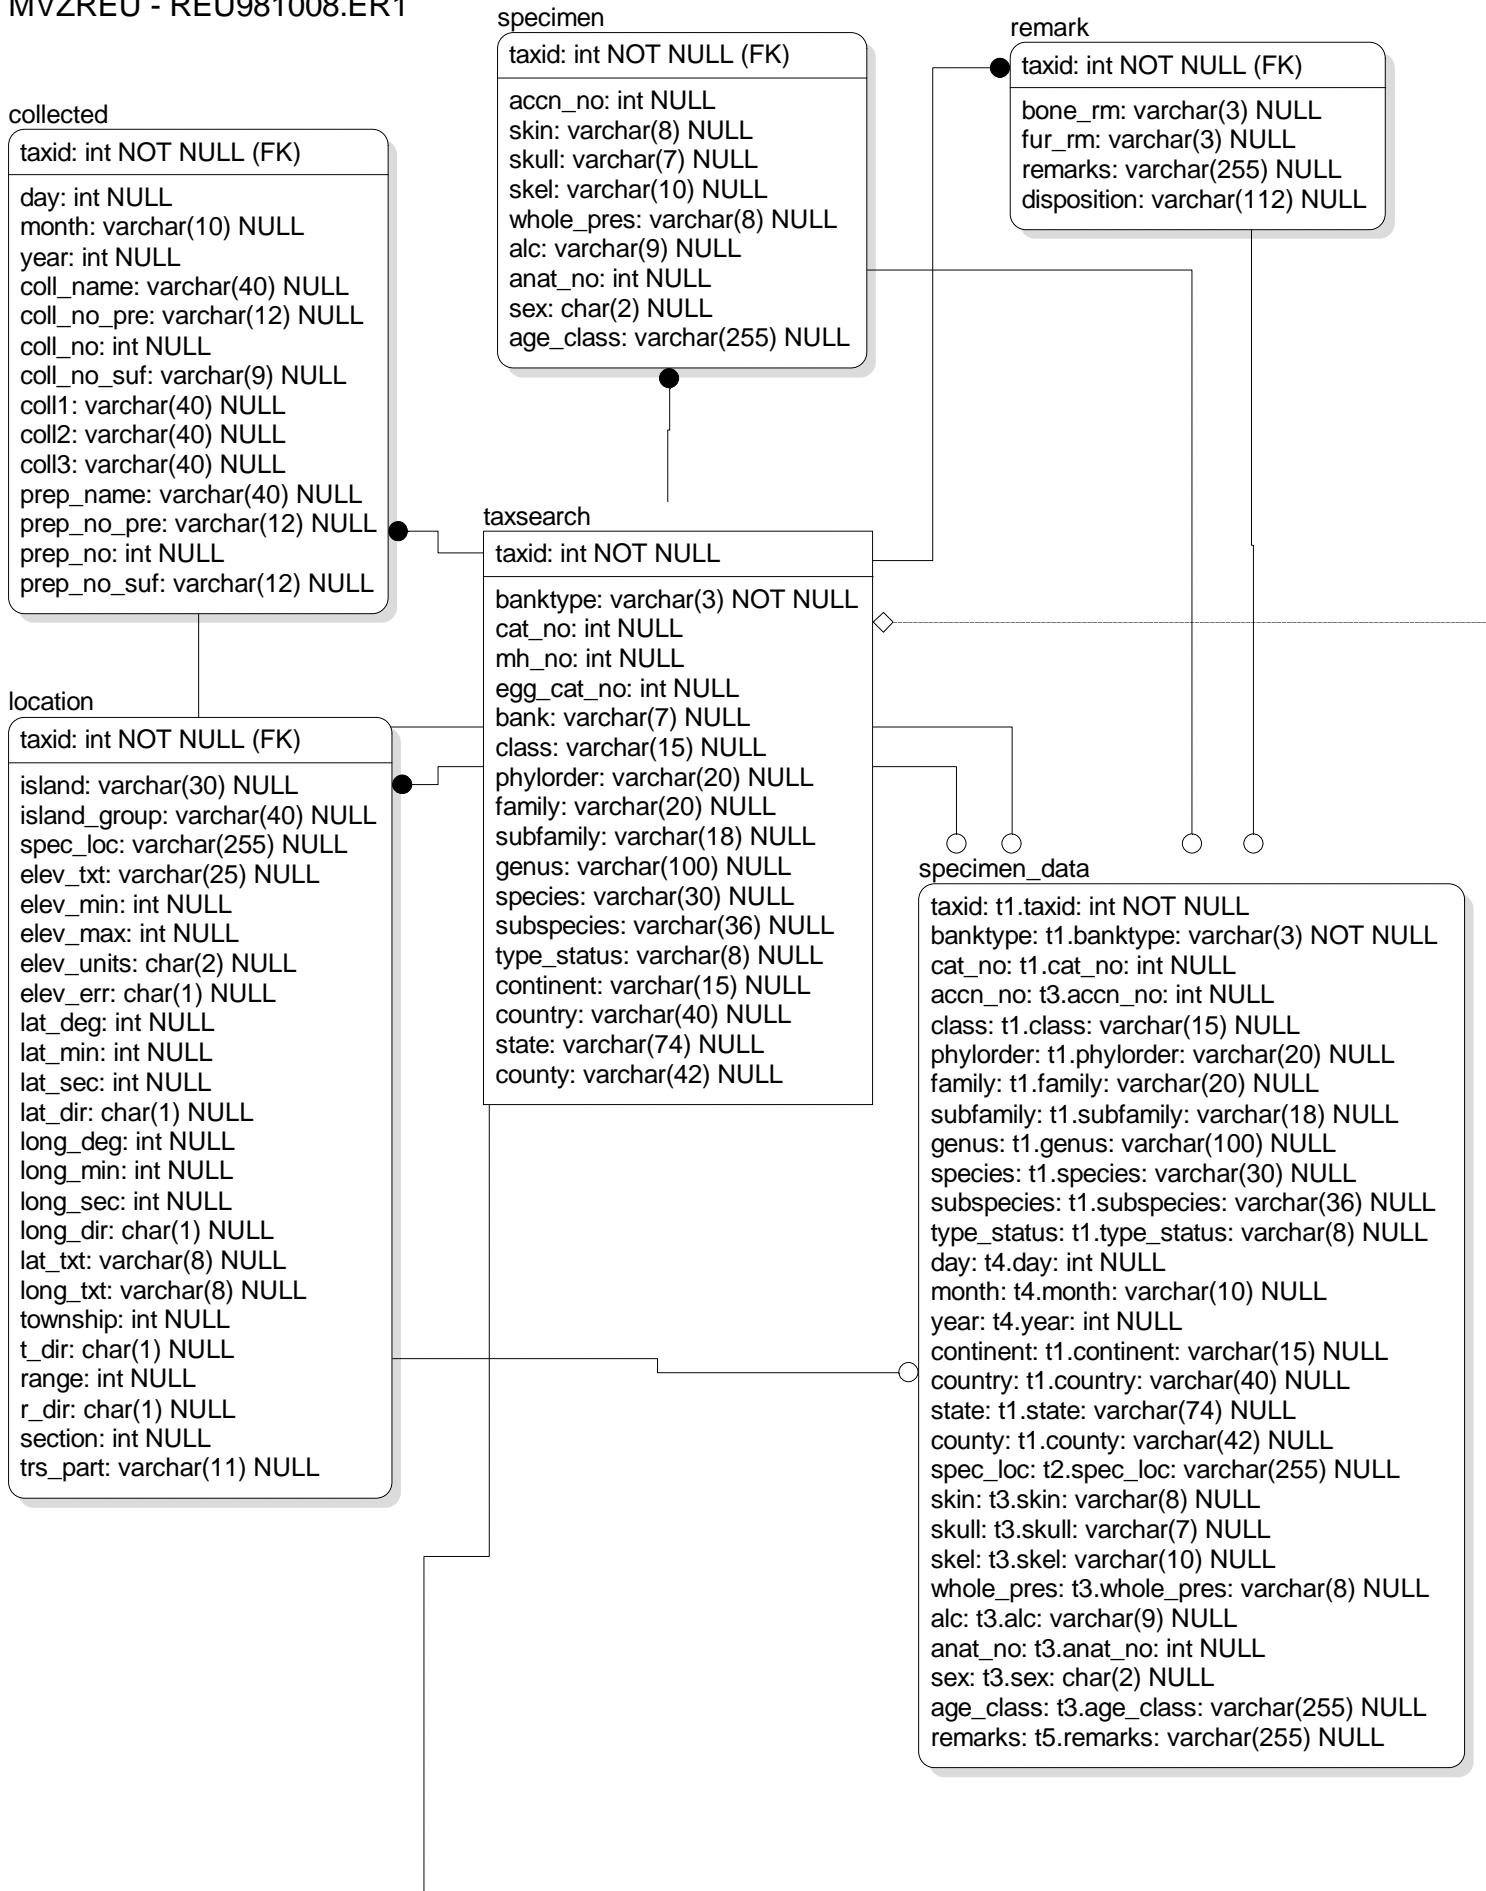 MVZREU - REU981008.ER1
collected
taxid: int NOT NULL (FK)
day: int NULL
month: varchar(10) NULL
year: int NULL
coll_name: varchar(40) NULL
coll_no_pre: varchar(12) NULL
coll_no: int NULL
coll_no_suf: varchar(9) NULL
coll1: varchar(40) NULL
coll2: varchar(40) NULL
coll3: varchar(40) NULL
prep_name: varchar(40) NULL
prep_no_pre: varchar(12) NULL
prep_no: int NULL
prep_no_suf: varchar(12) NULL
location
taxid: int NOT NULL (FK)
island: varchar(30) NULL
island_group: varchar(40) NULL
spec_loc: varchar(255) NULL
elev_txt: varchar(25) NULL
elev_min: int NULL
elev_max: int NULL
elev_units: char(2) NULL
elev_err: char(1) NULL
lat_deg: int NULL
lat_min: int NULL
lat_sec: int NULL
lat_dir: char(1) NULL
long_deg: int NULL
long_min: int NULL
long_sec: int NULL
long_dir: char(1) NULL
lat_txt: varchar(8) NULL
long_txt: varchar(8) NULL
township: int NULL
t_dir: char(1) NULL
range: int NULL
r_dir: char(1) NULL
section: int NULL
trs_part: varchar(11) NULL
specimen
taxid: int NOT NULL (FK)
accn_no: int NULL
skin: varchar(8) NULL
skull: varchar(7) NULL
skel: varchar(10) NULL
whole_pres: varchar(8) NULL
alc: varchar(9) NULL
anat_no: int NULL
sex: char(2) NULL
age_class: varchar(255) NULL
taxsearch
taxid: int NOT NULL
banktype: varchar(3) NOT NULL
cat_no: int NULL
mh_no: int NULL
egg_cat_no: int NULL
bank: varchar(7) NULL
class: varchar(15) NULL
phylorder: varchar(20) NULL
family: varchar(20) NULL
subfamily: varchar(18) NULL
genus: varchar(100) NULL
species: varchar(30) NULL
subspecies: varchar(36) NULL
type_status: varchar(8) NULL
continent: varchar(15) NULL
country: varchar(40) NULL
state: varchar(74) NULL
county: varchar(42) NULL
remark
taxid: int NOT NULL (FK)
bone_rm: varchar(3) NULL
fur_rm: varchar(3) NULL
remarks: varchar(255) NULL
disposition: varchar(112) NULL
specimen_data
taxid: t1.taxid: int NOT NULL
banktype: t1.banktype: varchar(3) NOT NULL
cat_no: t1.cat_no: int NULL
accn_no: t3.accn_no: int NULL
class: t1.class: varchar(15) NULL
phylorder: t1.phylorder: varchar(20) NULL
family: t1.family: varchar(20) NULL
subfamily: t1.subfamily: varchar(18) NULL
genus: t1.genus: varchar(100) NULL
species: t1.species: varchar(30) NULL
subspecies: t1.subspecies: varchar(36) NULL
type_status: t1.type_status: varchar(8) NULL
day: t4.day: int NULL
month: t4.month: varchar(10) NULL
year: t4.year: int NULL
continent: t1.continent: varchar(15) NULL
country: t1.country: varchar(40) NULL
state: t1.state: varchar(74) NULL
county: t1.county: varchar(42) NULL
spec_loc: t2.spec_loc: varchar(255) NULL
skin: t3.skin: varchar(8) NULL
skull: t3.skull: varchar(7) NULL
skel: t3.skel: varchar(10) NULL
whole_pres: t3.whole_pres: varchar(8) NULL
alc: t3.alc: varchar(9) NULL
anat_no: t3.anat_no: int NULL
sex: t3.sex: char(2) NULL
age_class: t3.age_class: varchar(255) NULL
remarks: t5.remarks: varchar(255) NULL